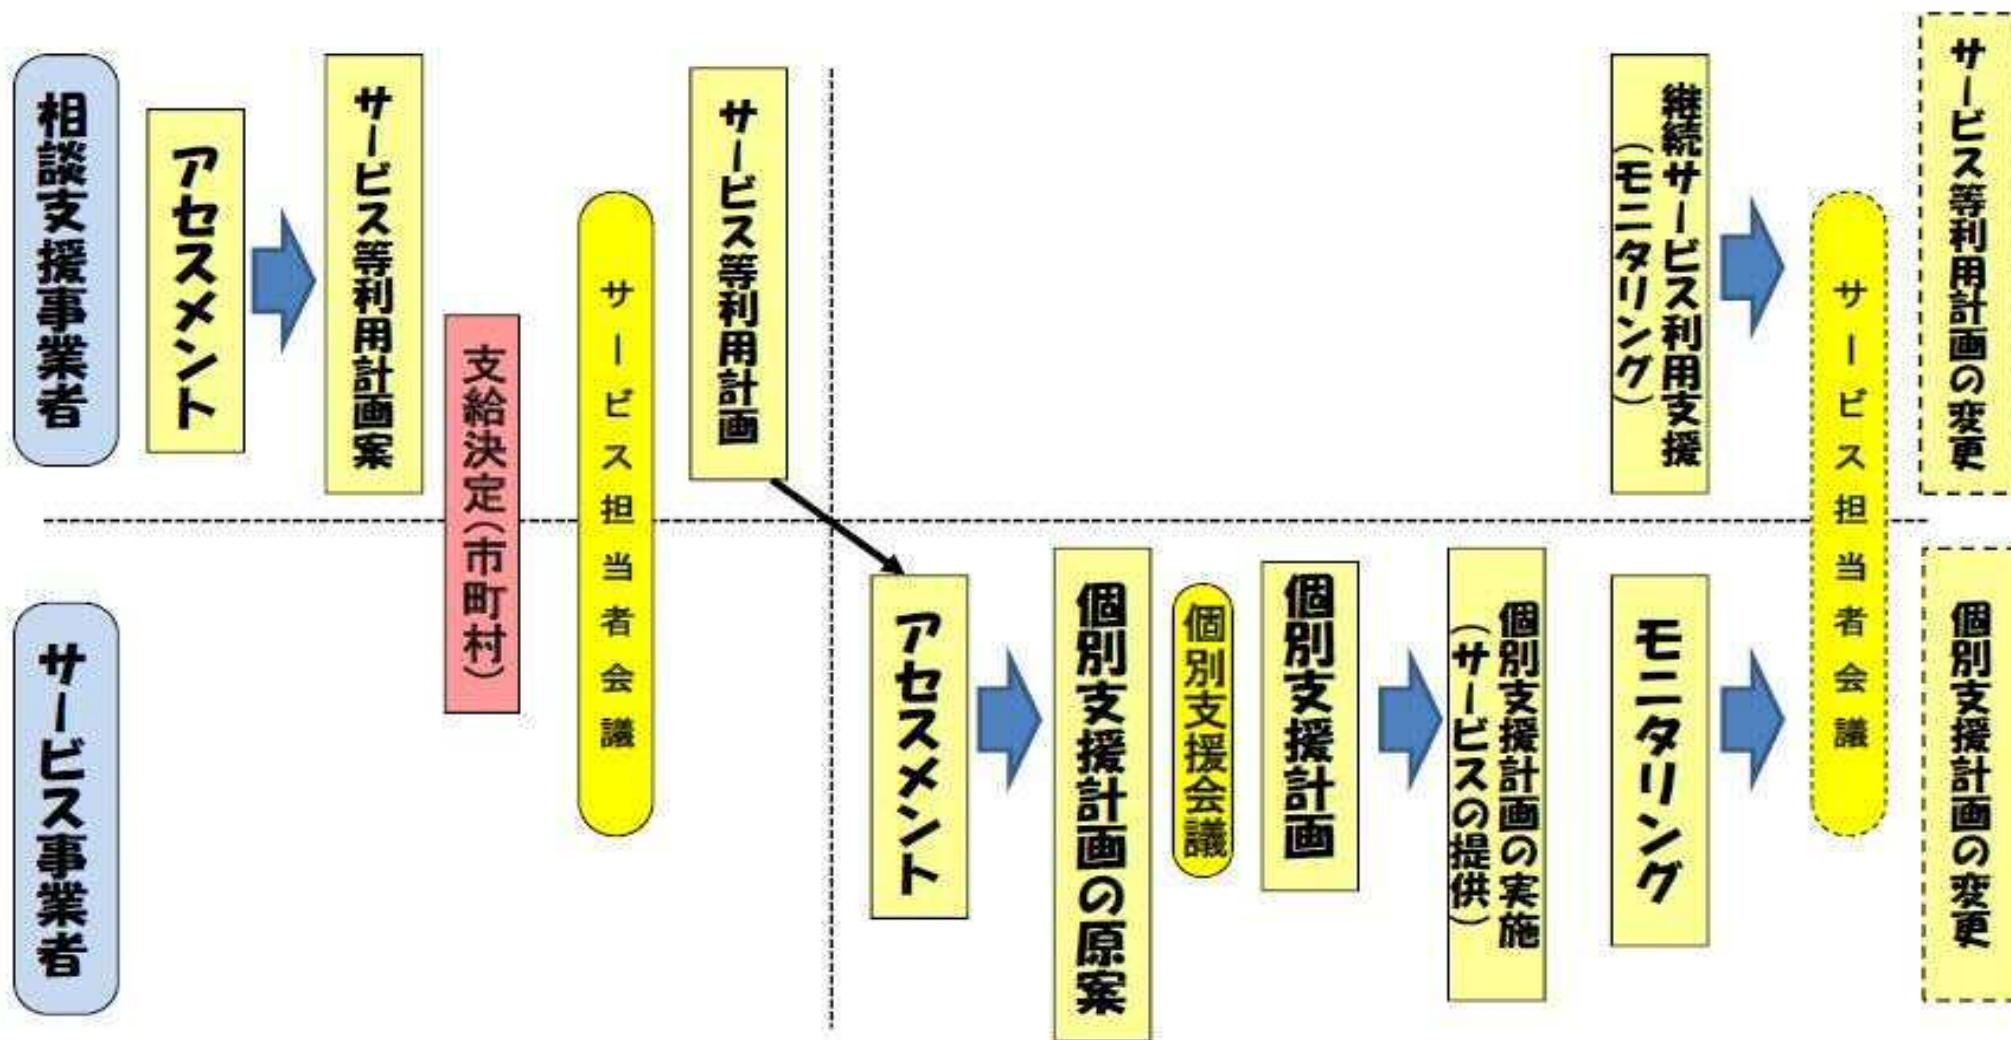 相談支援事業者
アセスメント
サービス等利用計画案
支給決定(市町村)
サービス担当者会議
サービス等利用計画
継続サービス利用支援
(モニタリング)
サービス担当者会議
サービス等利用計画の変更
サービス事業者
アセスメント
個別支援計画の原案
個別支援会議
個別支援計画
個別支援計画の実施
(サービスの提供)
モニタリング
個別支援計画の変更